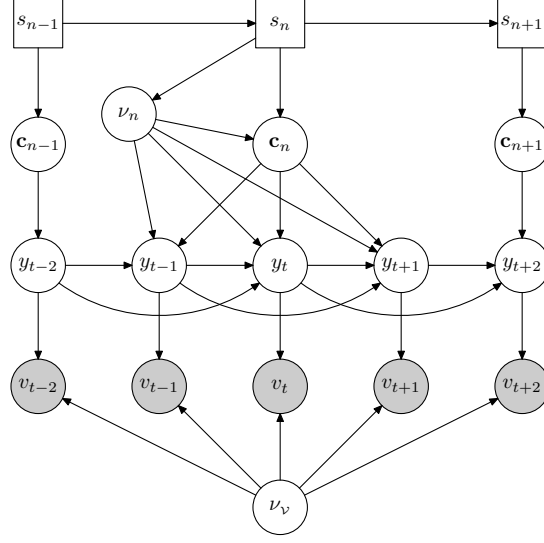 s_{n−1} s_n s_{n+1}
ν_n
c_{n−1} c_n c_{n+1}
y_{t−2} y_{t−1} y_t y_{t+1} y_{t+2}
v_{t−2} v_{t−1} v_t v_{t+1} v_{t+2}
ν_𝒱